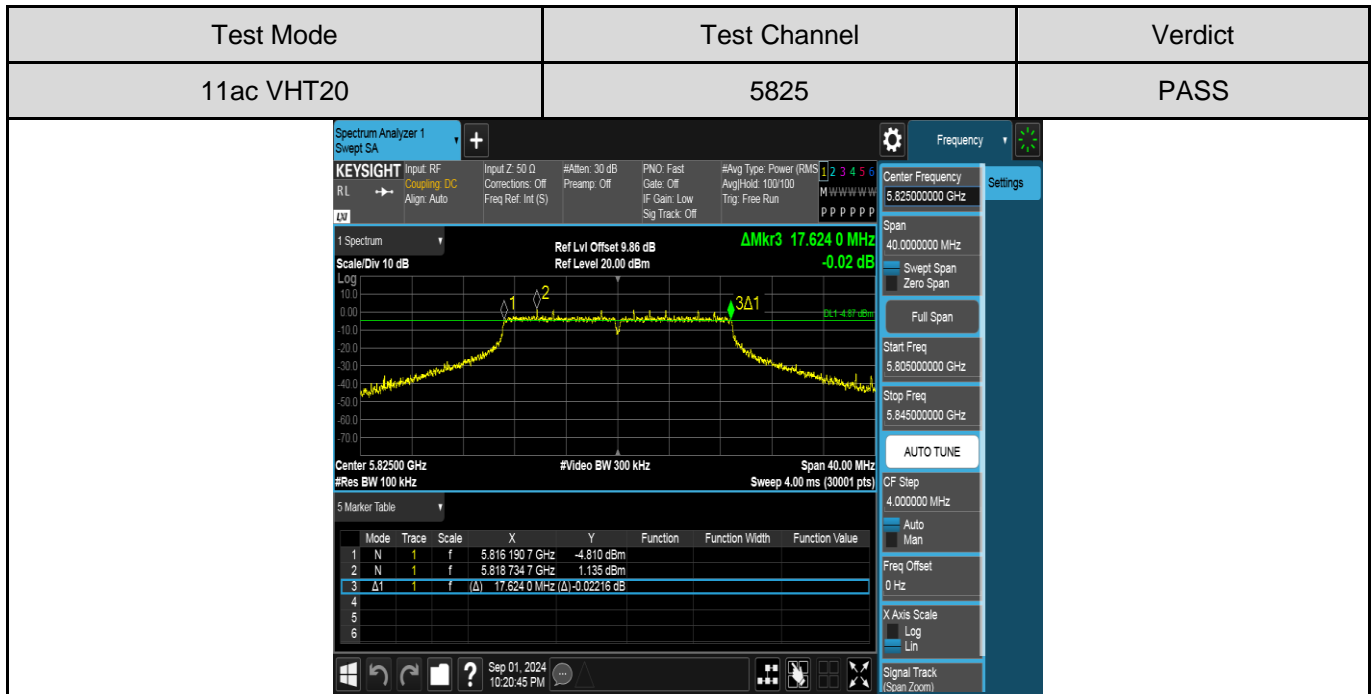 Test Mode Test Channel Verdict
11ac VHT20 5825 PASS
Spectrum Analyzer 1
Swept SA
+
Frequency
KEYSIGHT
RL
LXI
Input: RF
Coupling: DC
Align: Auto
Input Z: 50 Ω
Corrections: Off
Freq Ref: Int (S)
#Atten: 30 dB
Preamp: Off
PNO: Fast
Gate: Off
IF Gain: Low
Sig Track: Off
#Avg Type: Power (RMS
Avg|Hold: 100/100
Trig: Free Run
1 2 3 4 5 6
M W W W W W
P P P P P P
1 Spectrum
Scale/Div 10 dB
Ref Lvl Offset 9.86 dB
Ref Level 20.00 dBm
ΔMkr3 17.624 0 MHz
-0.02 dB
Log
10.0
0.00
-10.0
-20.0
-30.0
-40.0
-50.0
-60.0
-70.0
1
2
3Δ1
DL1 -4.87 dBm
Center 5.82500 GHz #Video BW 300 kHz Span 40.00 MHz
#Res BW 100 kHz Sweep 4.00 ms (30001 pts)
5 Marker Table
Mode Trace Scale X Y Function Function Width Function Value
1 N 1 f 5.816 190 7 GHz -4.810 dBm
2 N 1 f 5.818 734 7 GHz 1.135 dBm
3 Δ1 1 f (Δ) 17.624 0 MHz (Δ) -0.02216 dB
4
5
6
?
Sep 01, 2024
10:20:45 PM
Center Frequency
5.825000000 GHz
Settings
Span
40.0000000 MHz
Swept Span
Zero Span
Full Span
Start Freq
5.805000000 GHz
Stop Freq
5.845000000 GHz
AUTO TUNE
CF Step
4.000000 MHz
Auto
Man
Freq Offset
0 Hz
X Axis Scale
Log
Lin
Signal Track
(Span Zoom)